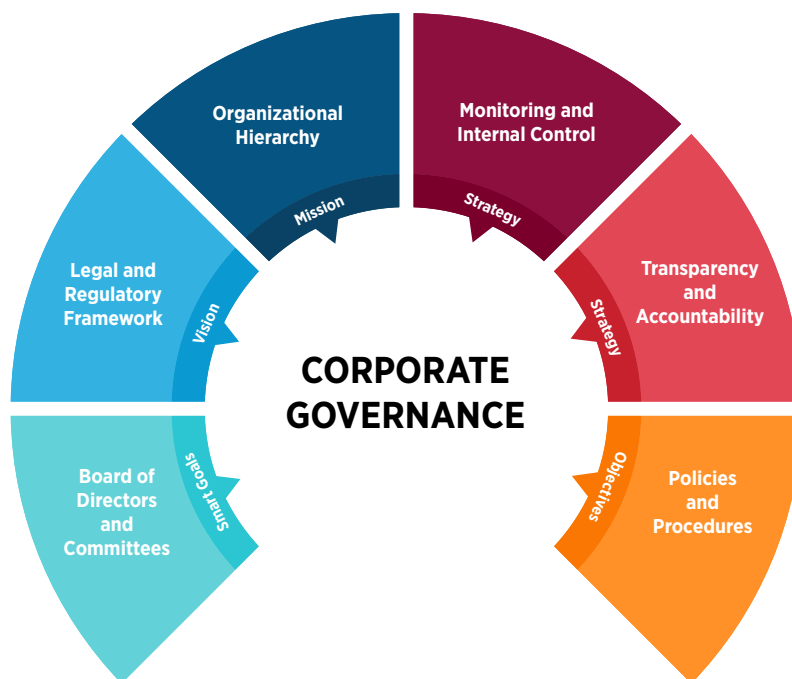 Organizational
Hierarchy
Mission
Monitoring and
Internal Control
Strategy
Legal and
Regulatory
Framework
Vision
Transparency
and
Accountability
Strategy
CORPORATE
GOVERNANCE
Board of
Directors
and
Committees
Smart Goals
Policies
and
Procedures
Objectives